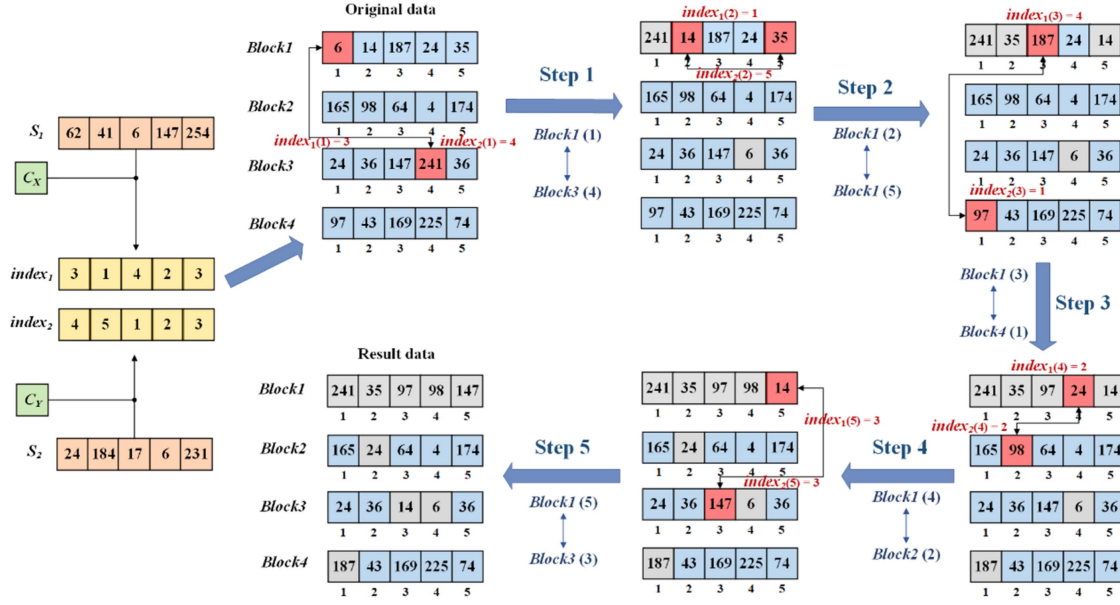 Original data
Block1
6 14 187 24 35
1 2 3 4 5
Block2
165 98 64 4 174
1 2 3 4 5
index1(1) = 3
index2(1) = 4
Block3
24 36 147 241 36
1 2 3 4 5
Block4
97 43 169 225 74
1 2 3 4 5
S1
62 41 6 147 254
CX
index1
3 1 4 2 3
index2
4 5 1 2 3
CY
S2
24 184 17 6 231
Step 1
Block1 (1)
Block3 (4)
index1(2) = 1
241 14 187 24 35
1 2 3 4 5
index2(2) = 5
165 98 64 4 174
1 2 3 4 5
24 36 147 6 36
1 2 3 4 5
97 43 169 225 74
1 2 3 4 5
Step 2
Block1 (2)
Block1 (5)
index1(3) = 4
241 35 187 24 14
1 2 3 4 5
165 98 64 4 174
1 2 3 4 5
24 36 147 6 36
1 2 3 4 5
index2(3) = 1
97 43 169 225 74
1 2 3 4 5
Block1 (3)
Step 3
Block4 (1)
index1(4) = 2
241 35 97 24 14
1 2 3 4 5
index2(4) = 2
165 98 64 4 174
1 2 3 4 5
24 36 147 6 36
1 2 3 4 5
187 43 169 225 74
1 2 3 4 5
Step 4
Block1 (4)
Block2 (2)
241 35 97 98 14
1 2 3 4 5
index1(5) = 3
165 24 64 4 174
1 2 3 4 5
index2(5) = 3
24 36 147 6 36
1 2 3 4 5
187 43 169 225 74
1 2 3 4 5
Step 5
Block1 (5)
Block3 (3)
Result data
Block1
241 35 97 98 147
1 2 3 4 5
Block2
165 24 64 4 174
1 2 3 4 5
Block3
24 36 14 6 36
1 2 3 4 5
Block4
187 43 169 225 74
1 2 3 4 5